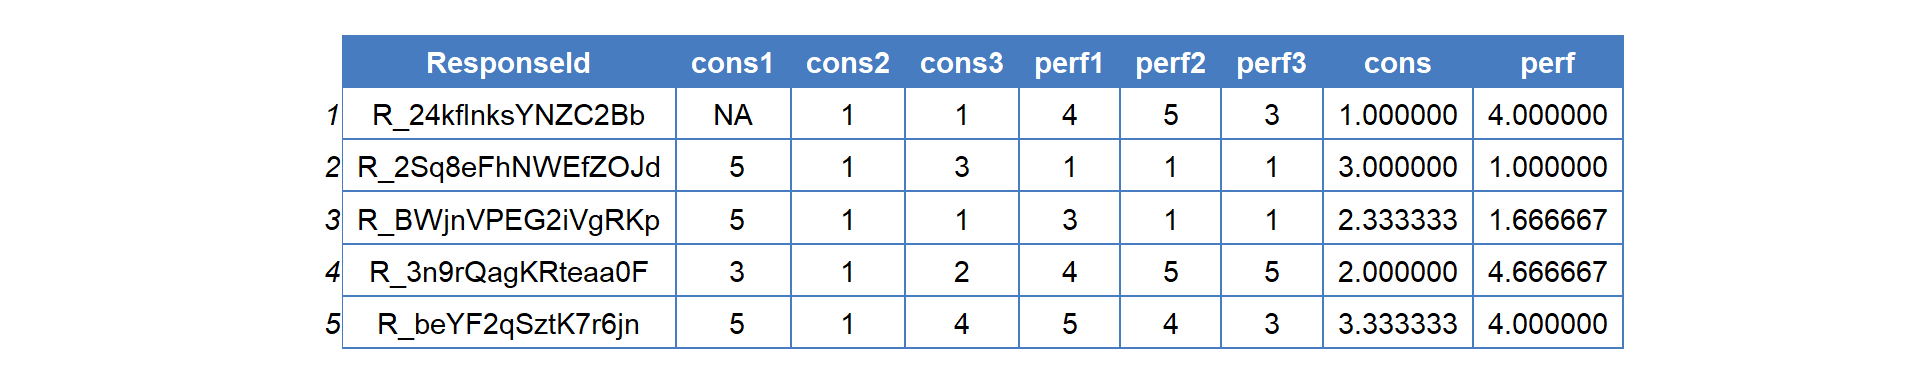 ResponseId cons1 cons2 cons3 perf1 perf2 perf3 cons perf
1 R_24kflnksYNZC2Bb NA 1 1 4 5 3 1.000000 4.000000
2 R_2Sq8eFhNWEfZOJd 5 1 3 1 1 1 3.000000 1.000000
3 R_BWjnVPEG2iVgRKp 5 1 1 3 1 1 2.333333 1.666667
4 R_3n9rQagKRteaa0F 3 1 2 4 5 5 2.000000 4.666667
5 R_beYF2qSztK7r6jn 5 1 4 5 4 3 3.333333 4.000000